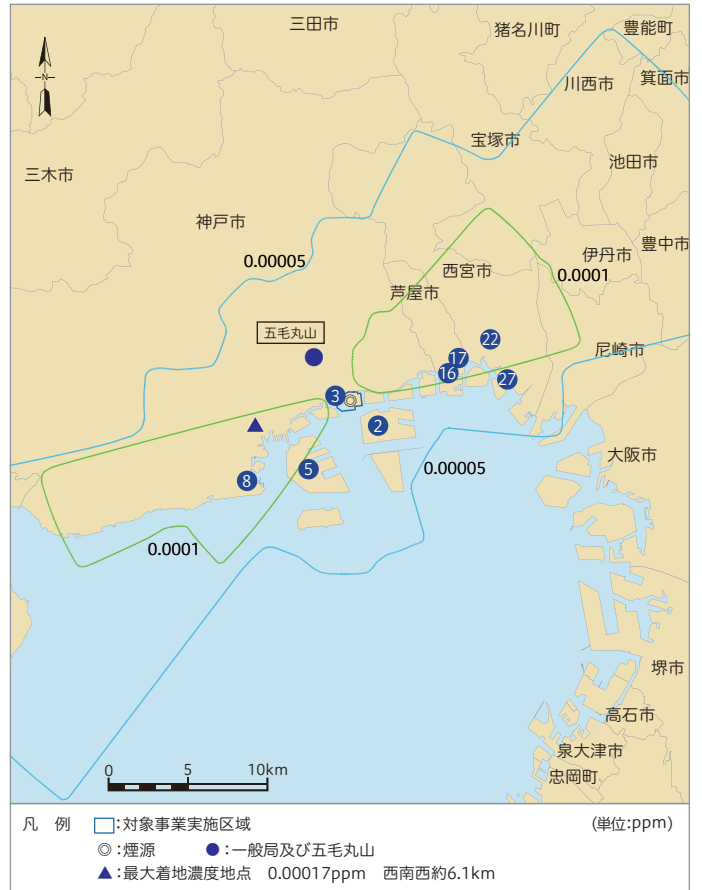 三田市
猪名川町
豊能町
N
川西市
箕面市
宝塚市
池田市
三木市
神戸市
豊中市
伊丹市
0.00005
西宮市
0.0001
芦屋市
五毛丸山
22
尼崎市
17
16
27
3
2
大阪市
5
0.00005
8
0.0001
堺市
高石市
泉大津市
忠岡町
0 5 10km
凡 例 :対象事業実施区域 (単位:ppm)
◎:煙源 ●:一般局及び五毛丸山
▲:最大着地濃度地点 0.00017ppm 西南西約6.1km